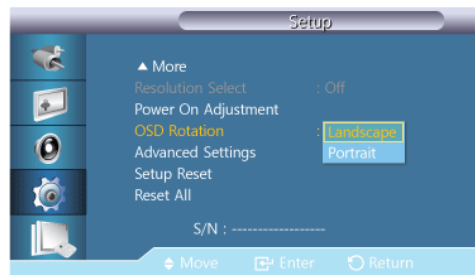 Setup
▲ More
Resolution Select : Off
Power On Adjustment
OSD Rotation : Landscape
Portrait
Advanced Settings
Setup Reset
Reset All
S/N : ------------------
Move Enter Return